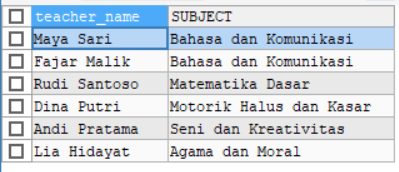 teacher_name SUBJECT
Maya Sari Bahasa dan Komunikasi
Fajar Malik Bahasa dan Komunikasi
Rudi Santoso Matematika Dasar
Dina Putri Motorik Halus dan Kasar
Andi Pratama Seni dan Kreativitas
Lia Hidayat Agama dan Moral